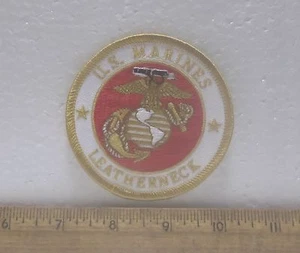 U.S. MARINES
LEATHERNECK
6 7 8 9 10 11